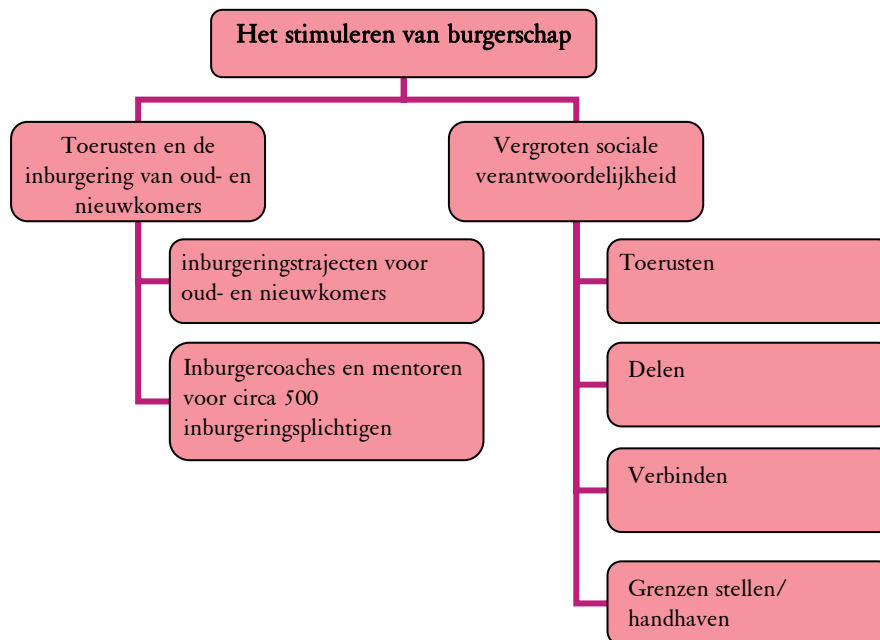 Het stimuleren van burgerschap
Toerusten en de
inburgering van oud- en
nieuwkomers
Vergroten sociale
verantwoordelijkheid
inburgeringstrajecten voor
oud- en nieuwkomers
Inburgercoaches en mentoren
voor circa 500
inburgeringsplichtigen
Toerusten
Delen
Verbinden
Grenzen stellen/
handhaven